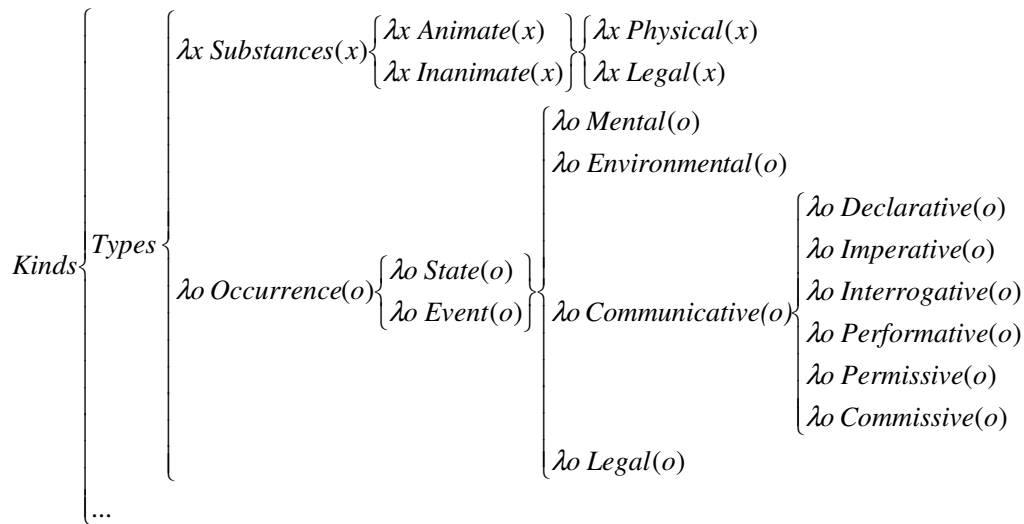 λx Animate(x) λx Physical(x)
λx Substances(x)
λx Inanimate(x) λx Legal(x)
λo Mental(o)
λo Environmental(o)
λo Declarative(o)
Types λo Imperative(o)
Kinds λo State(o) λo Interrogative(o)
λo Occurrence(o) λo Communicative(o)
λo Event(o) λo Performative(o)
λo Permissive(o)
λo Commissive(o)
λo Legal(o)
...